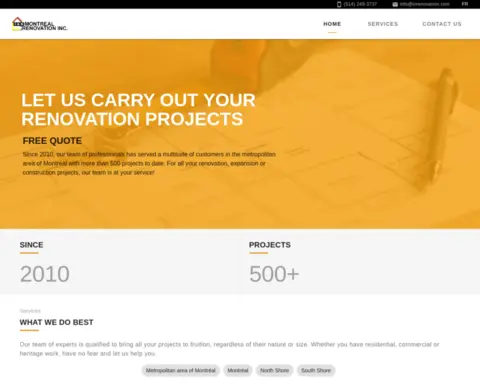 (514) 249-3737
FR
MONTREAL
RENOVATION INC.
HOME
SERVICES
CONTACT US
LET US CARRY OUT YOUR
RENOVATION PROJECTS
FREE QUOTE
Since 2010, our team of professionals has served a multitude of customers in the metropolitan
area of Montreal with more than 500 projects to date. For all your renovation, expansion or
construction projects, our team is at your service!
SINCE
PROJECTS
2010
500+
Services
WHAT WE DO BEST
Our team of experts is qualified to bring all your projects to fruition, regardless of their nature or size. Whether you have residential, commercial or
heritage work, have no fear and let us help you.
Metropolitan area of Montréal
Montréal
North Shore
South Shore